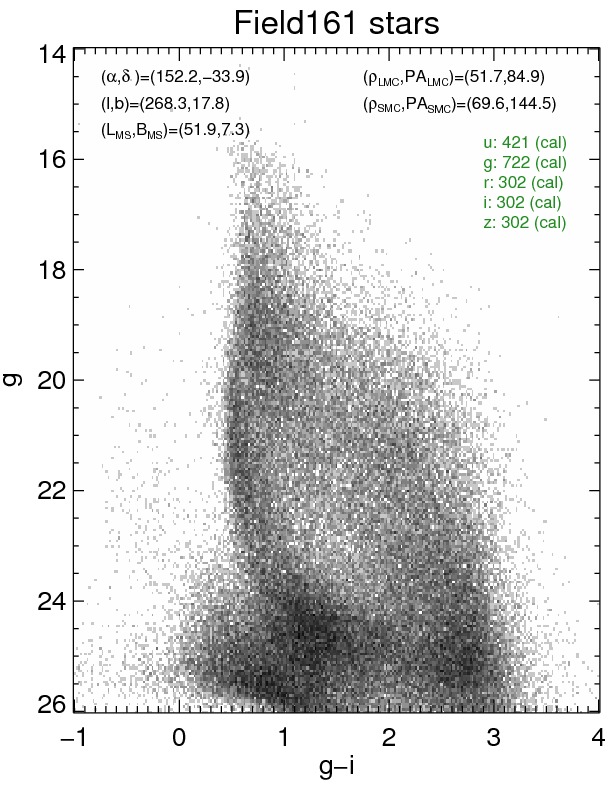 Field161 stars
(α,δ)=(152.2,−33.9)
(ρLMC,PALMC)=(51.7,84.9)
(l,b)=(268.3,17.8)
(ρSMC,PASMC)=(69.6,144.5)
(LMS,BMS)=(51.9,7.3)
u: 421 (cal)
g: 722 (cal)
r: 302 (cal)
i: 302 (cal)
z: 302 (cal)
g
14
16
18
20
22
24
26
−1 0 1 2 3 4
g−i